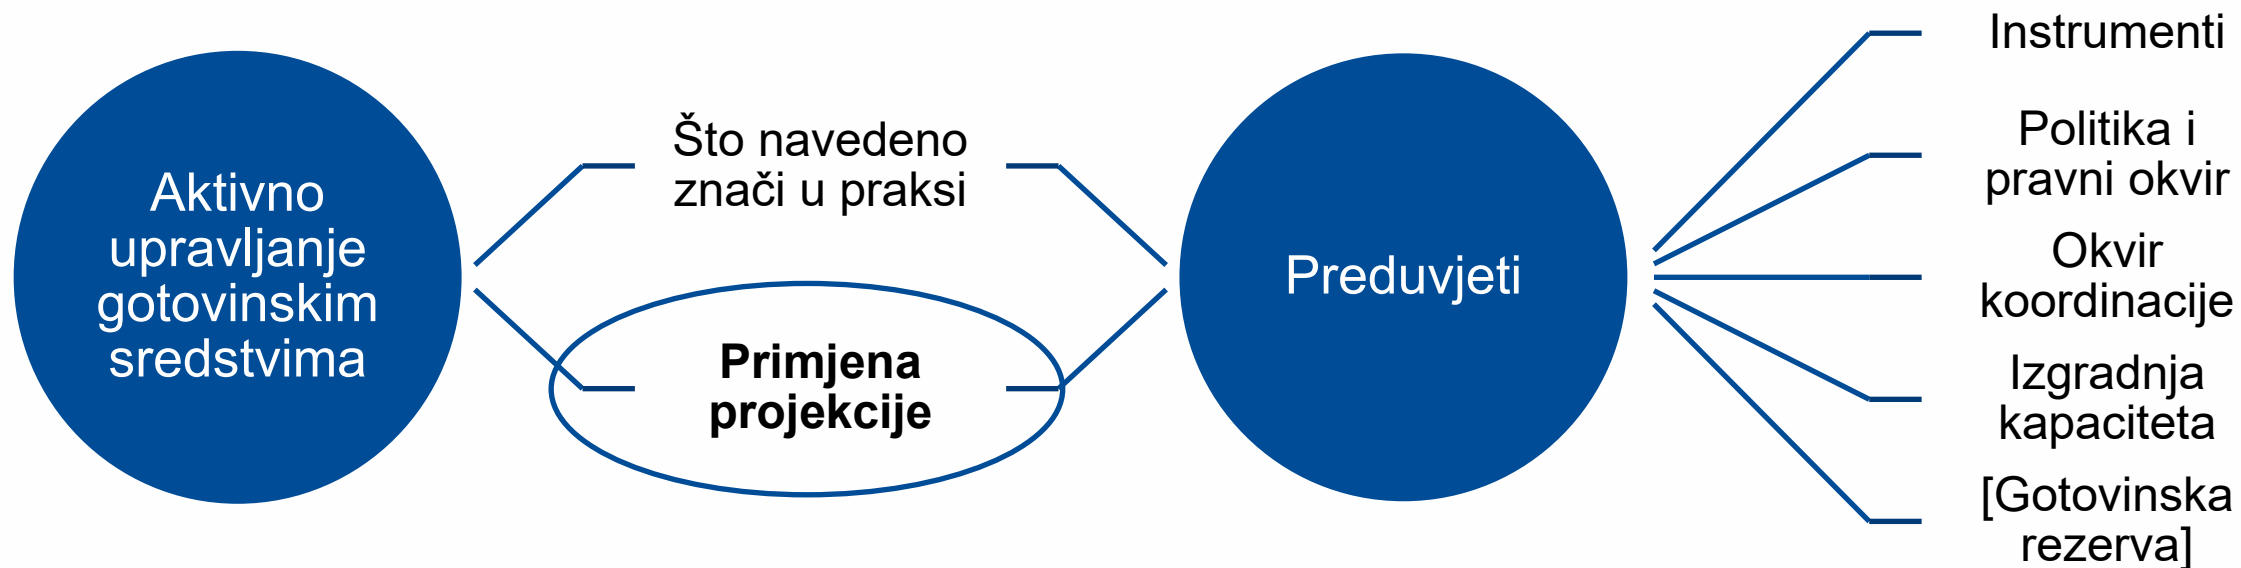 Aktivno
upravljanje
gotovinskim
sredstvima
Što navedeno
znači u praksi
Primjena
projekcije
Preduvjeti
Instrumenti
Politika i
pravni okvir
Okvir
koordinacije
Izgradnja
kapaciteta
[Gotovinska
rezerva]